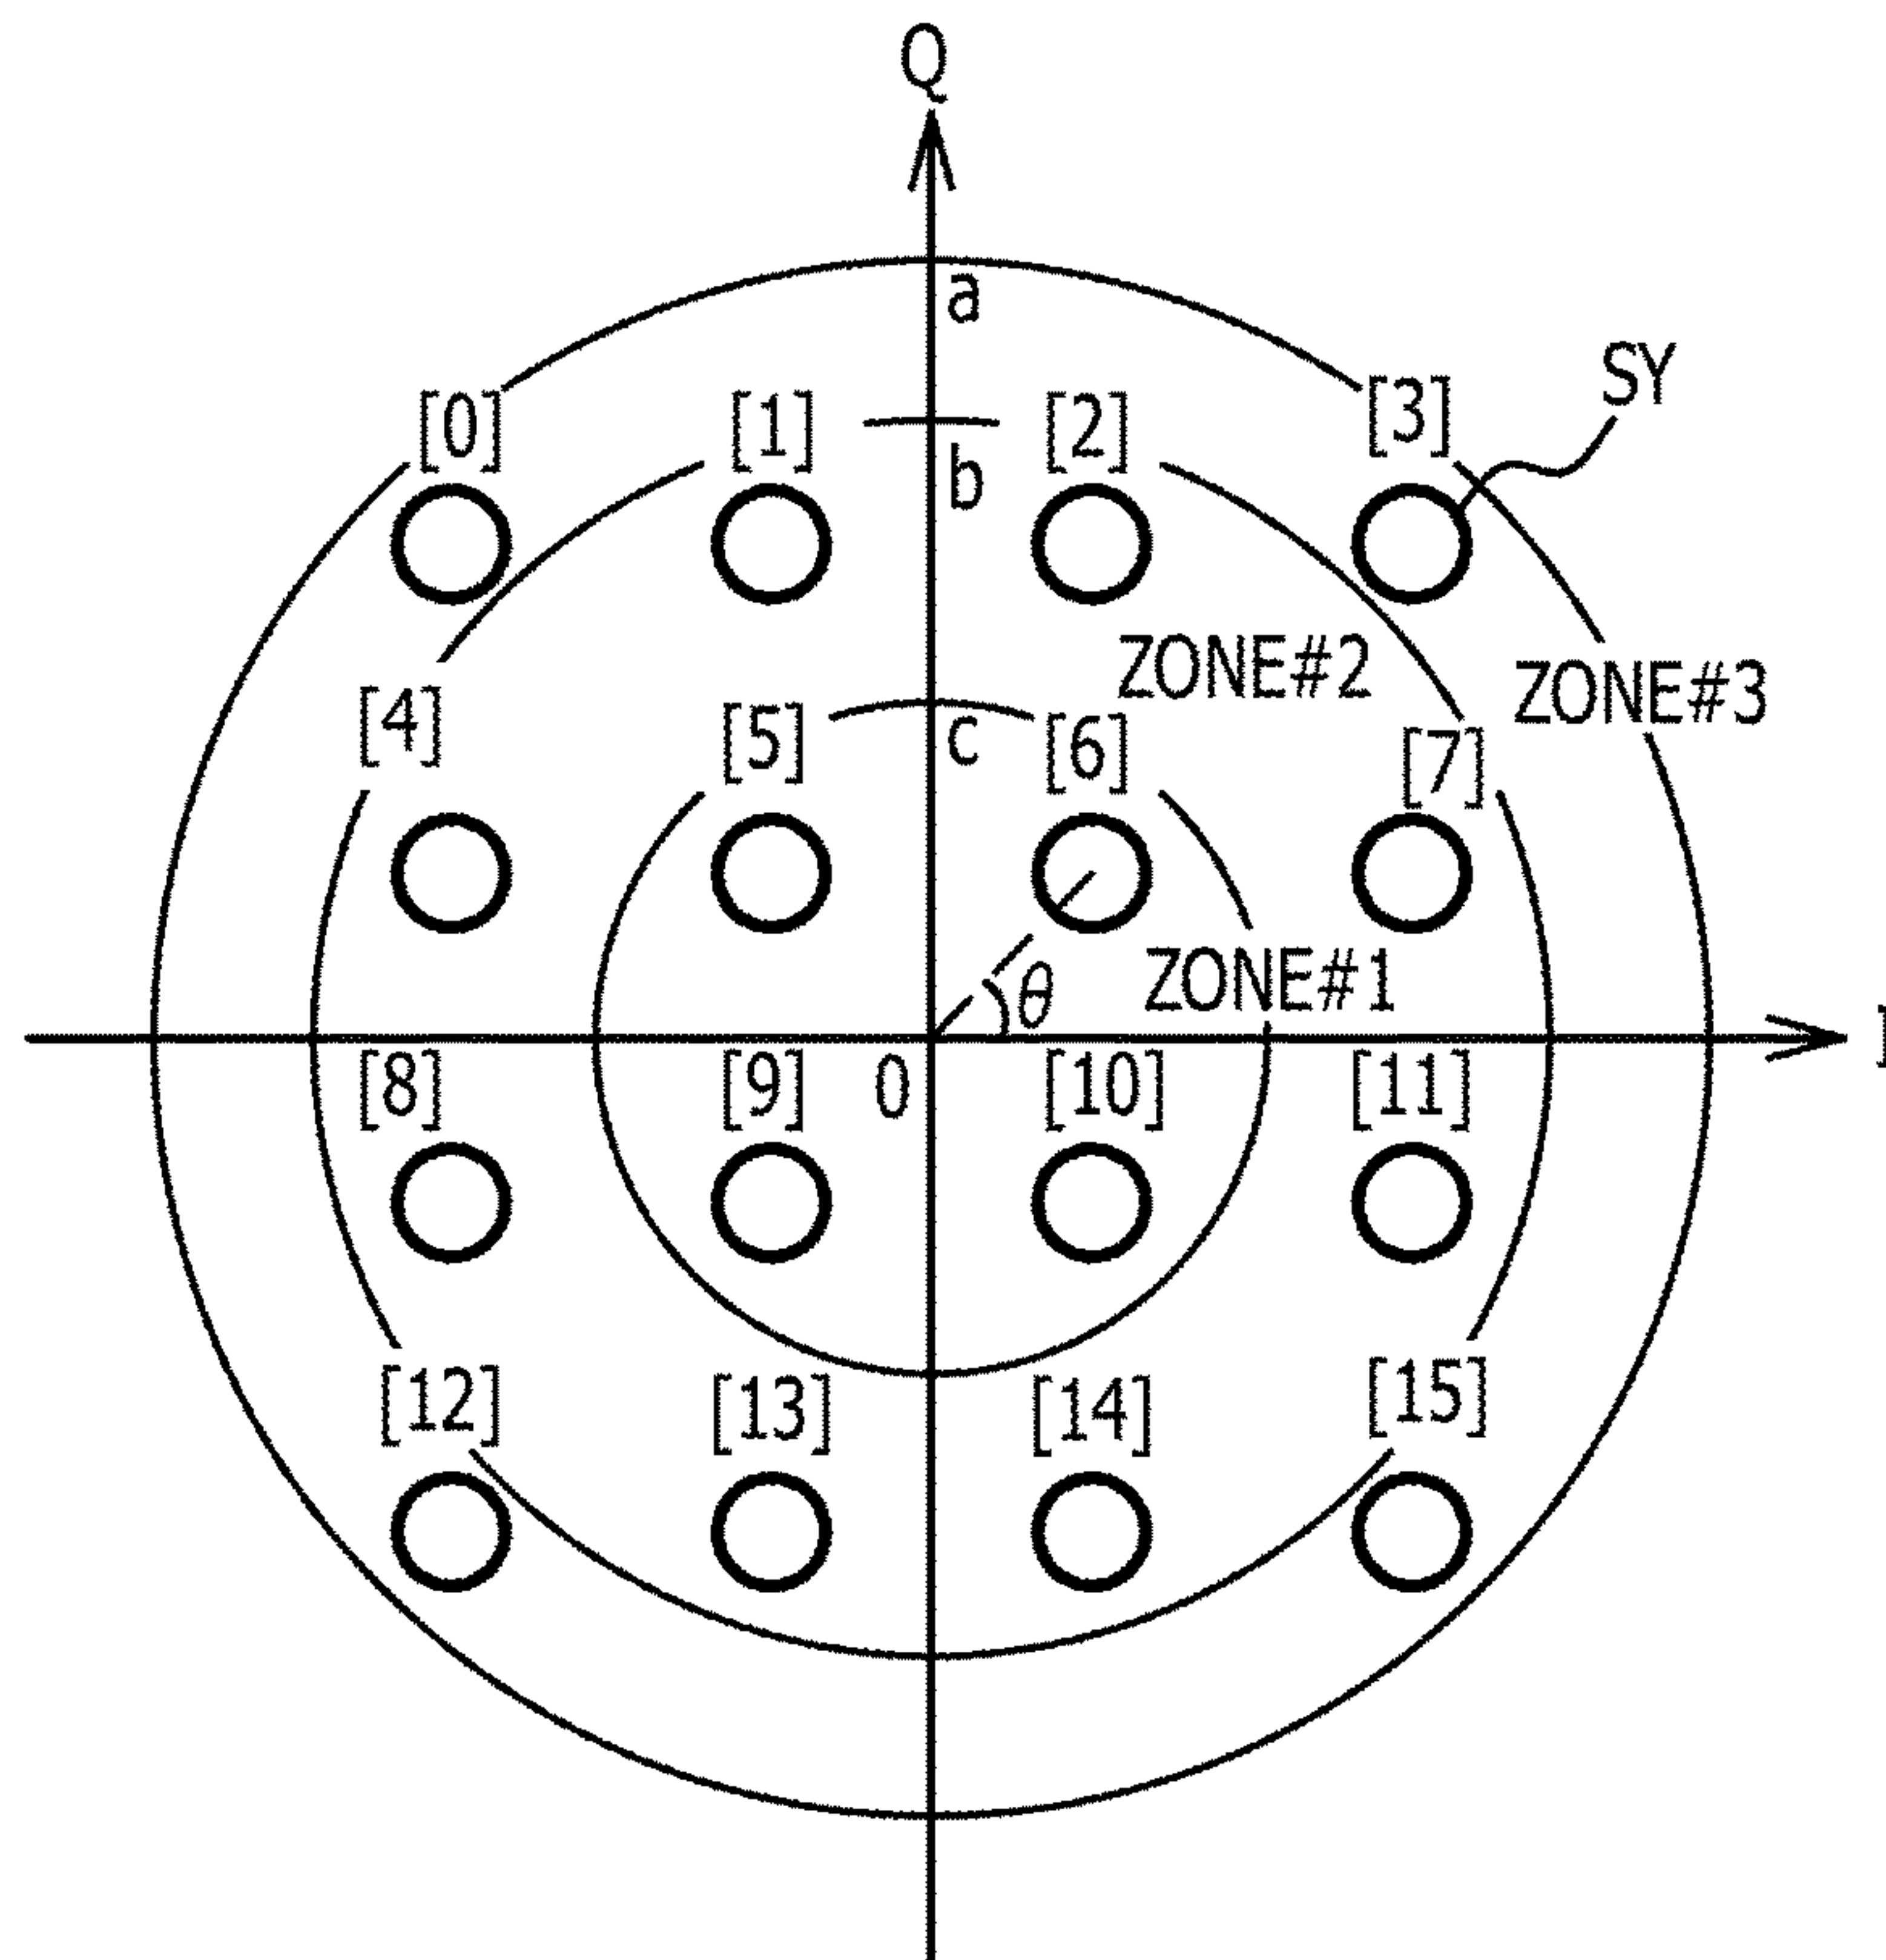 Q
a
SY
[0] [1] [2] [3]
b
ZONE#2 ZONE#3
[4] [5] c [6] [7]
θ ZONE#1
I
[8] [9] 0 [10] [11]
[12] [13] [14] [15]